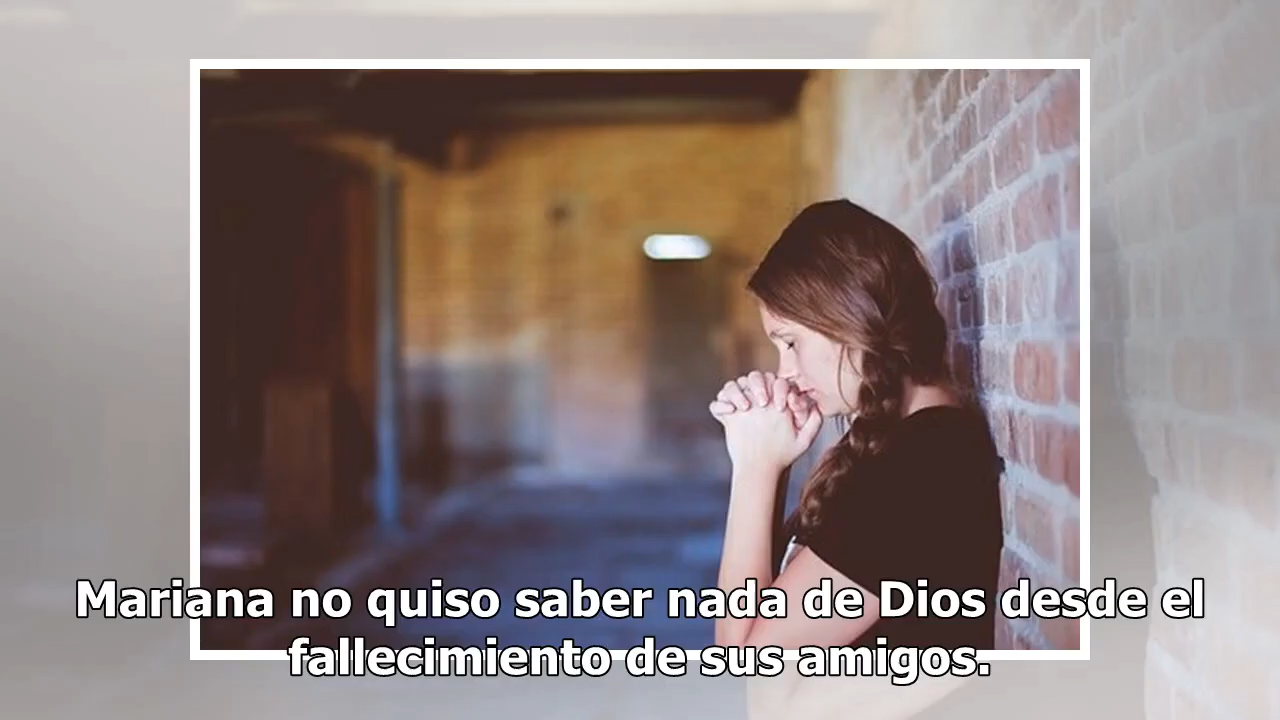 Mariana no quiso saber nada de Dios desde el
fallecimiento de sus amigos.